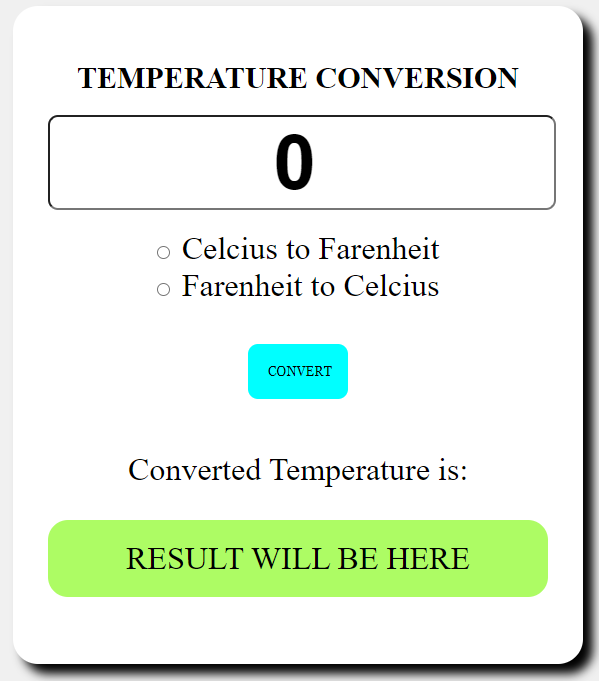 TEMPERATURE CONVERSION
0
Celcius to Farenheit
Farenheit to Celcius
CONVERT
Converted Temperature is:
RESULT WILL BE HERE